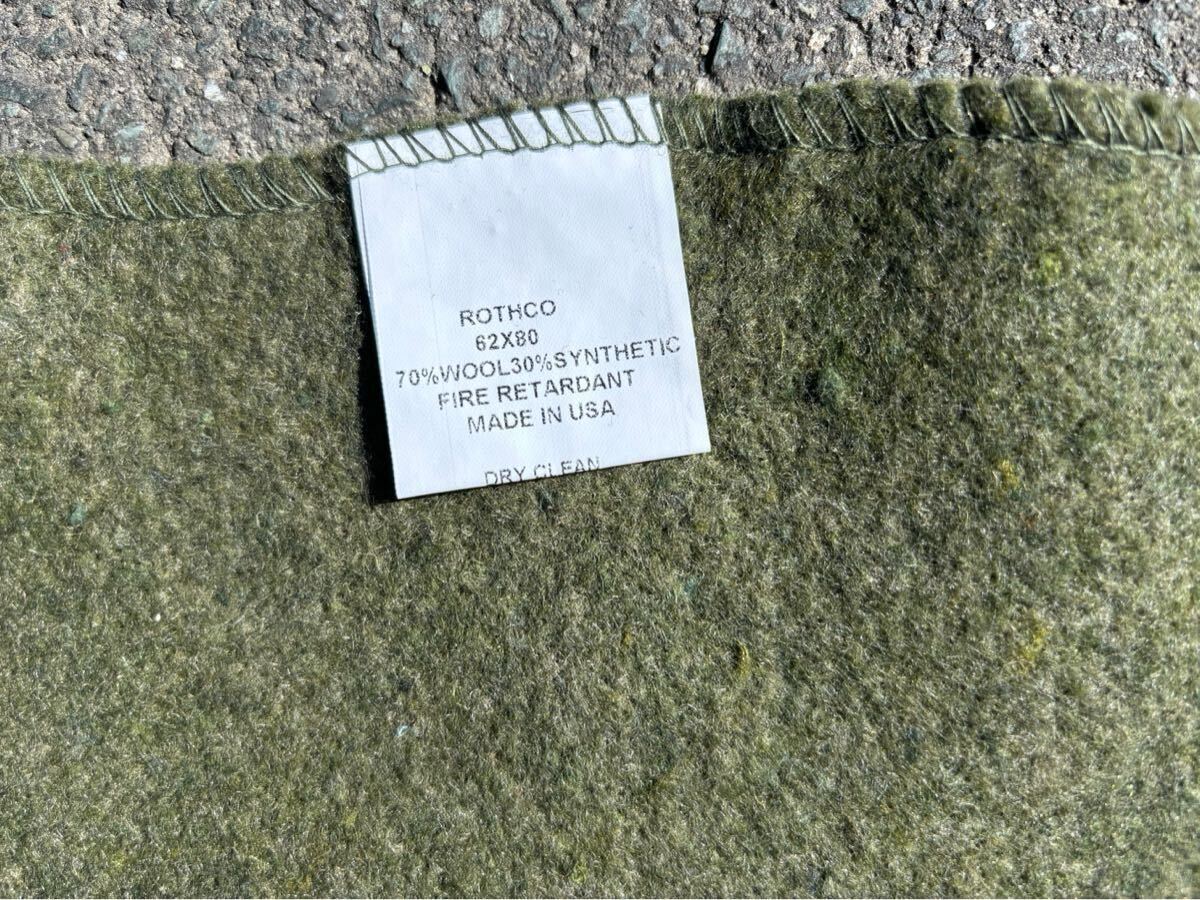 ROTHCO
62X80
70%WOOL30%SYNTHETIC
FIRE RETARDANT
MADE IN USA
DRY CLEAN